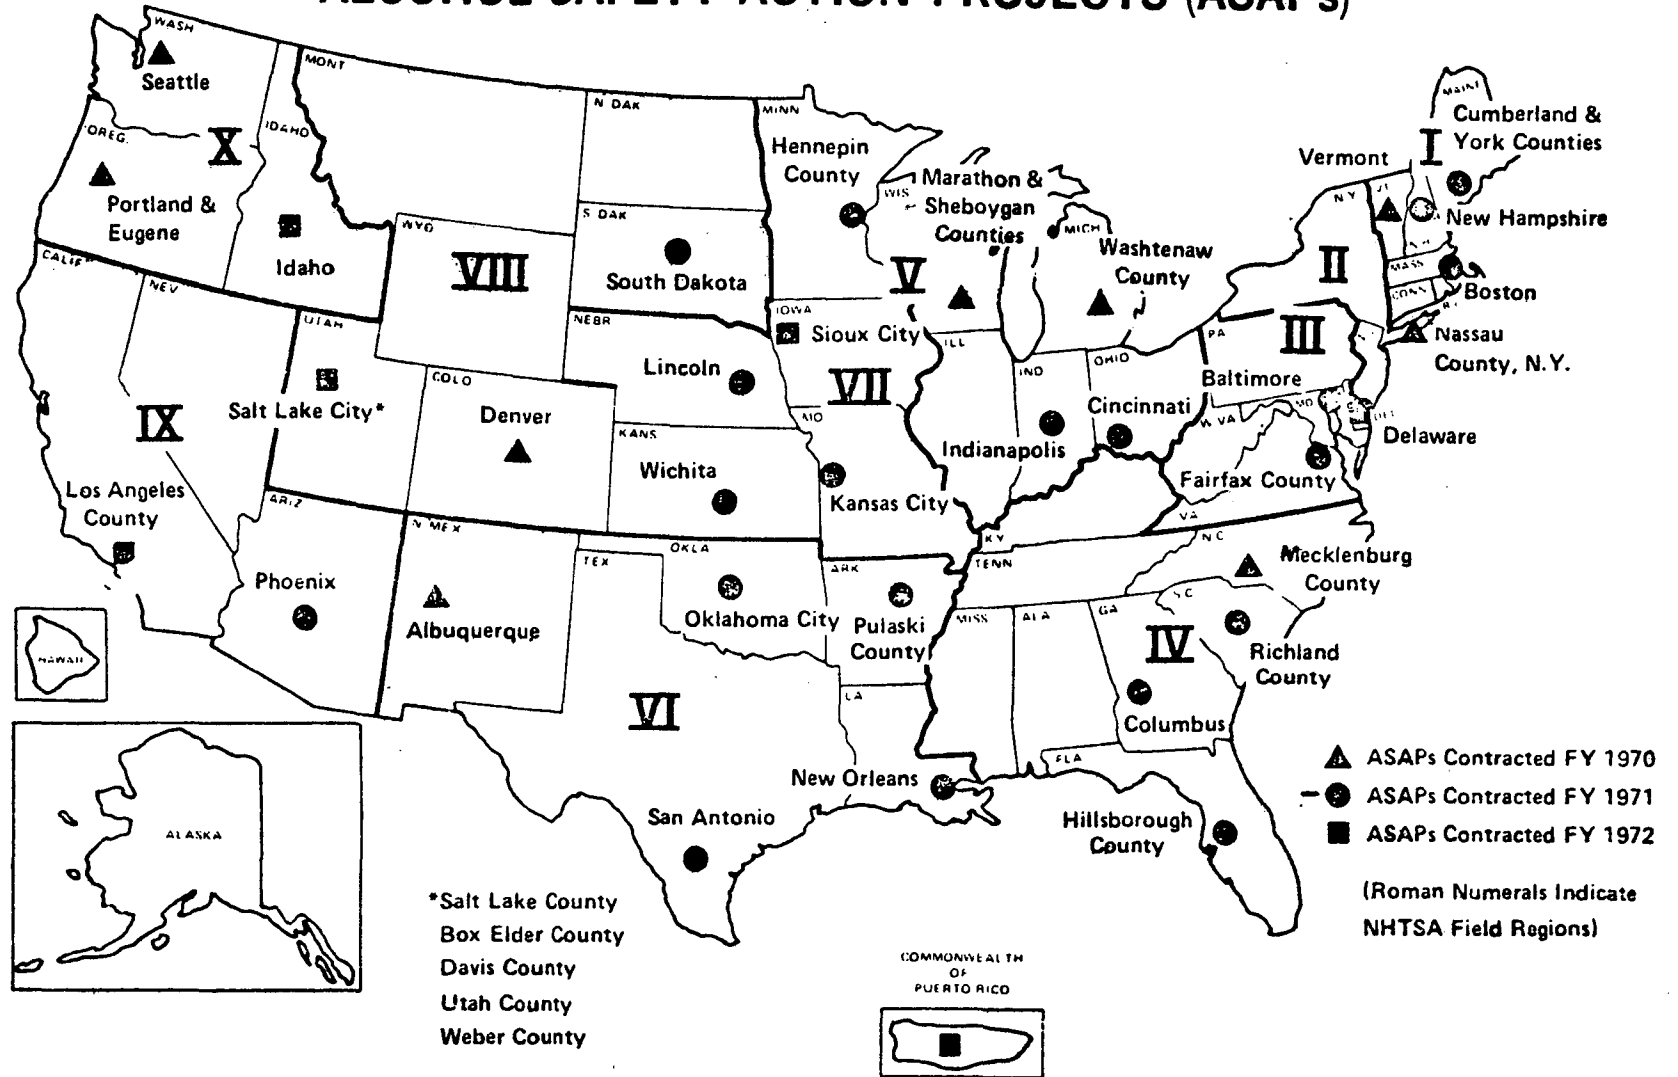 ALCOHOL SAFETY ACTION PROJECTS (ASAPs)
WASH
Seattle
OREG.
Portland &
Eugene
X
IDAHO
Idaho
MONT
N DAK
S DAK
South Dakota
WYO
VIII
MINN
Hennepin
County
WIS
Marathon &
Sheboygan
Counties
V
MICH
Washtenaw
County
MAINE
Cumberland &
York Counties
I
Vermont
VT
N.H.
New Hampshire
N.Y.
II
MASS
Boston
CONN
R.I.
Nassau
County, N.Y.
CALIF
NEV
IX
Los Angeles
County
UTAH
Salt Lake City*
COLO
Denver
NEBR
Lincoln
IOWA
Sioux City
VII
KANS
Wichita
MO
Kansas City
ILL
IND
Indianapolis
OHIO
Cincinnati
PA
III
Baltimore
MD
DEL
Delaware
W.VA
Fairfax County
VA
ARIZ
Phoenix
N MEX
Albuquerque
TEX
OKLA
Oklahoma City
ARK
Pulaski
County
KY
TENN
N C
Mecklenburg
County
S C
Richland
County
MISS
ALA
GA
IV
Columbus
VI
LA
New Orleans
San Antonio
FLA
Hillsborough
County
HAWAII
ALASKA
ASAPs Contracted FY 1970
ASAPs Contracted FY 1971
ASAPs Contracted FY 1972
(Roman Numerals Indicate
NHTSA Field Regions)
*Salt Lake County
Box Elder County
Davis County
Utah County
Weber County
COMMONWEALTH
OF
PUERTO RICO